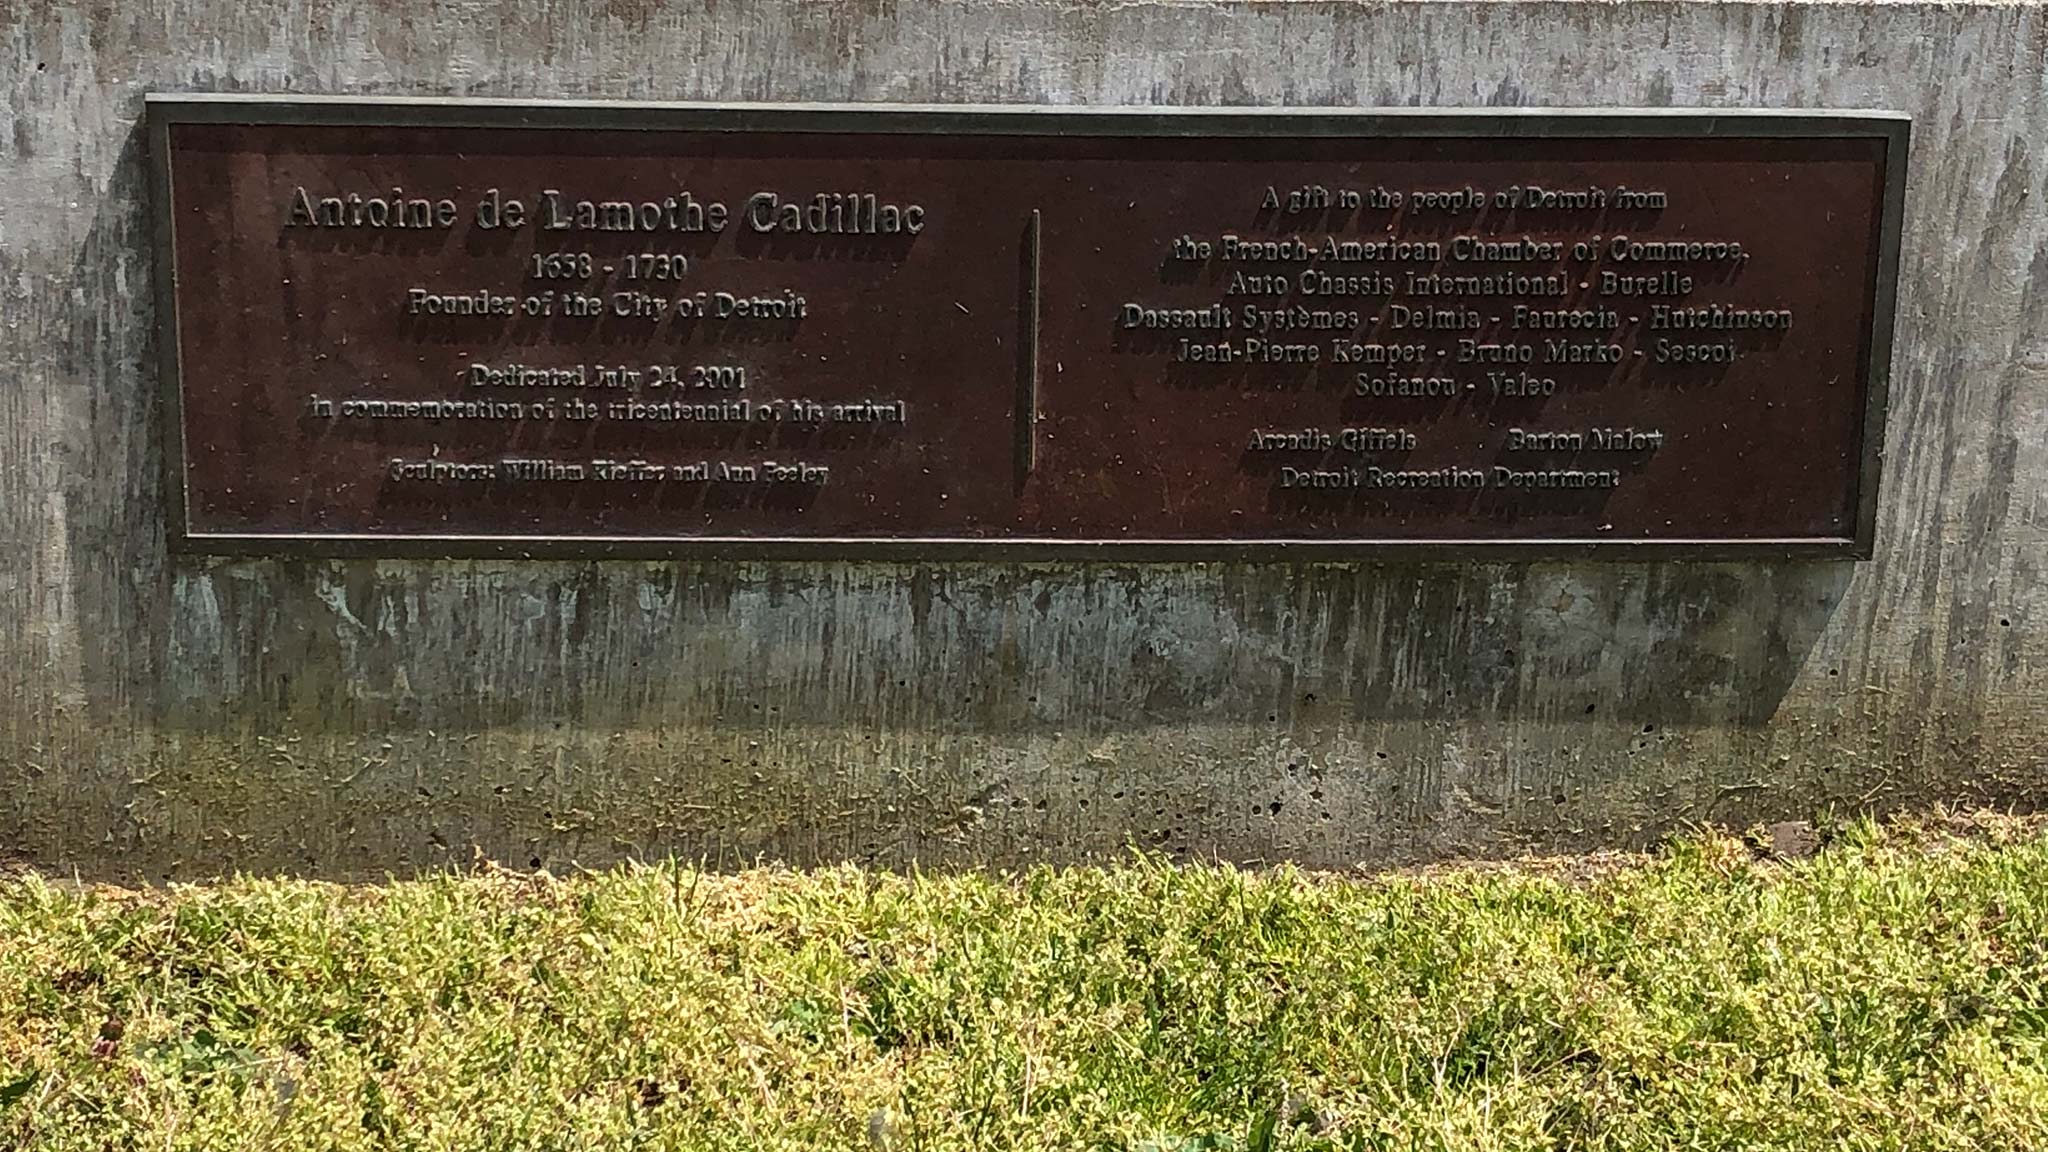 Antoine de Lamothe Cadillac
1658 - 1730
Founder of the City of Detroit
Dedicated July 24, 2001
in commemoration of the tricentennial of his arrival
Sculptors: William Kieffer and Ann Feeley
A gift to the people of Detroit from
the French-American Chamber of Commerce,
Auto Chassis International - Burelle
Dassault Systèmes - Delmia - Faurecia - Hutchinson
Jean-Pierre Kemper - Bruno Marko - Sescoi
Sofanou - Valeo
Arcadis Giffels Barton Malow
Detroit Recreation Department